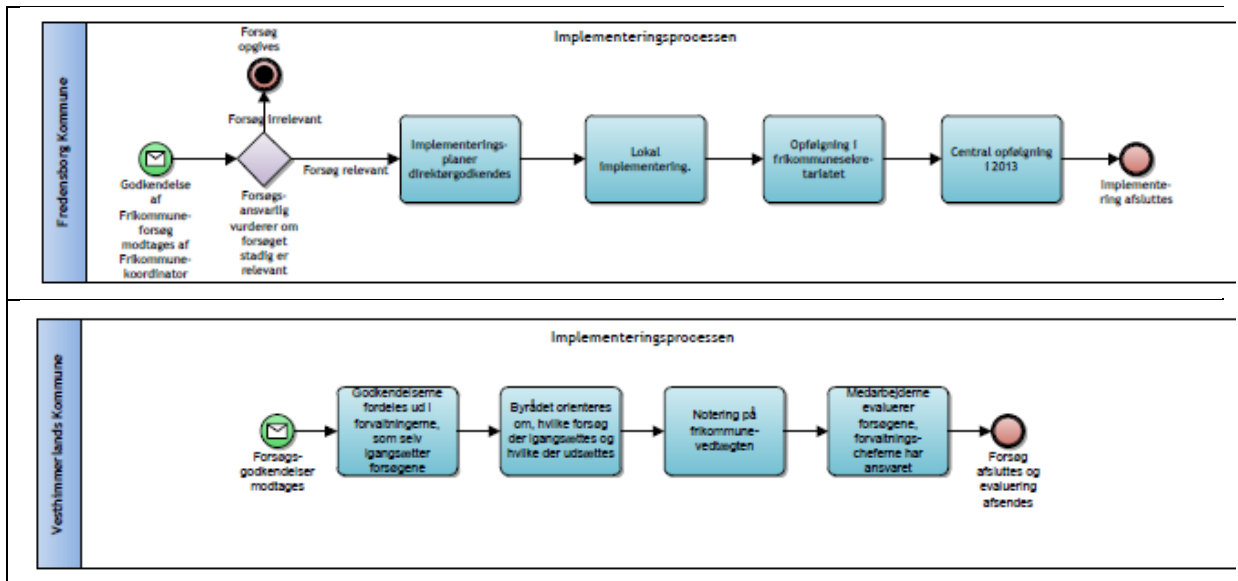 Implementeringsprocessen
Fredensborg Kommune
Forsøg
opgives
Forsøg irrelevant
Forsøg relevant
Godkendelse
af
Frikommune-
forsøg
modtages af
Frikommune-
koordinator
Forsøgs-
ansvarlig
vurderer om
forsøget
stadig er
relevant
Implementerings-
planer
direktørgodkendes
Lokal
implementering.
Opfølgning i
frikommunesekre-
tariatet
Central opfølgning
i 2013
Implemente-
ring afsluttes
Implementeringsprocessen
Vesthimmerlands Kommune
Forsøgs-
godkendelser
modtages
Godkendelserne
fordeles ud i
forvaltningerne,
som selv
igangsætter
forsøgene
Byrådet orienteres
om, hvilke forsøg
der igangsættes og
hvilke der udsættes
Notering på
frikommune-
vedtægten
Medarbejderne
evaluerer
forsøgene,
forvaltnings-
cheferne har
ansvaret
Forsøg
afsluttes og
evaluering
afsendes